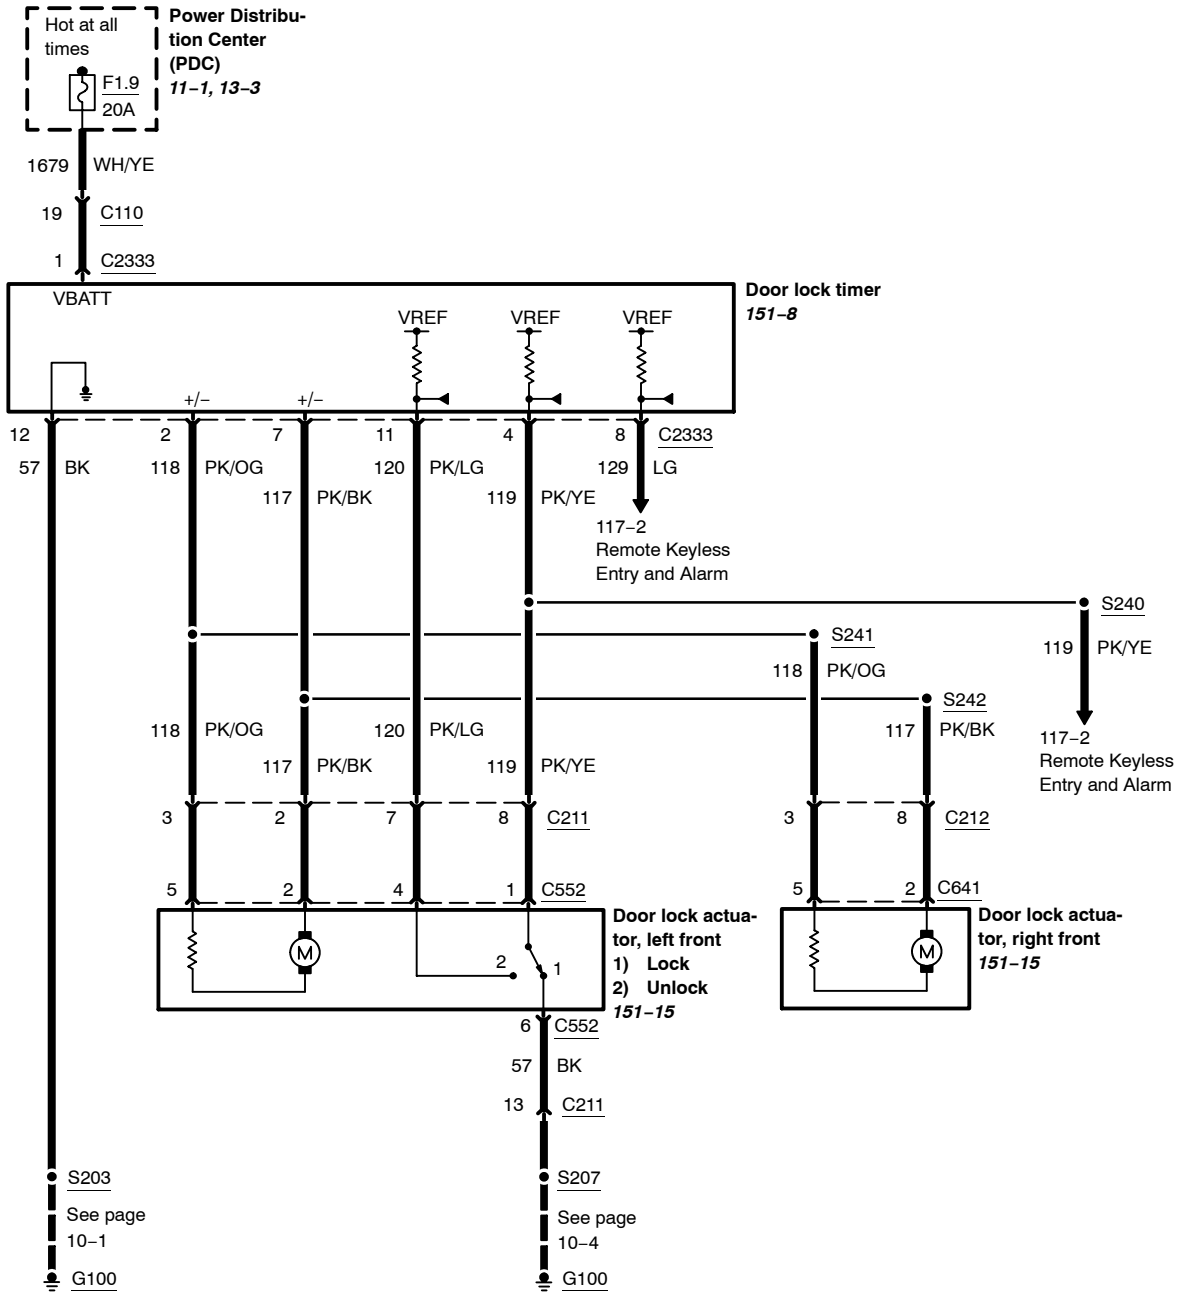 Hot at all
times
Power Distribu-
tion Center
(PDC)
11–1, 13–3
F1.9
20A
1679 WH/YE
19 C110
1 C2333
VBATT
Door lock timer
151–8
VREF VREF VREF
+/– +/–
12 2 7 11 4 8 C2333
57 BK 118 PK/OG 120 PK/LG 129 LG
117 PK/BK 119 PK/YE
117–2
Remote Keyless
Entry and Alarm
S240
S241
119 PK/YE
118 PK/OG
S242
118 PK/OG 120 PK/LG 117 PK/BK
117–2
Remote Keyless
Entry and Alarm
117 PK/BK 119 PK/YE
3 2 7 8 C211 3 8 C212
5 2 4 1 C552 5 2 C641
Door lock actua-
tor, left front
1) Lock
2) Unlock
151–15
Door lock actua-
tor, right front
151–15
M
2 1
M
6 C552
57 BK
13 C211
S203 S207
See page
10–1
See page
10–4
G100 G100